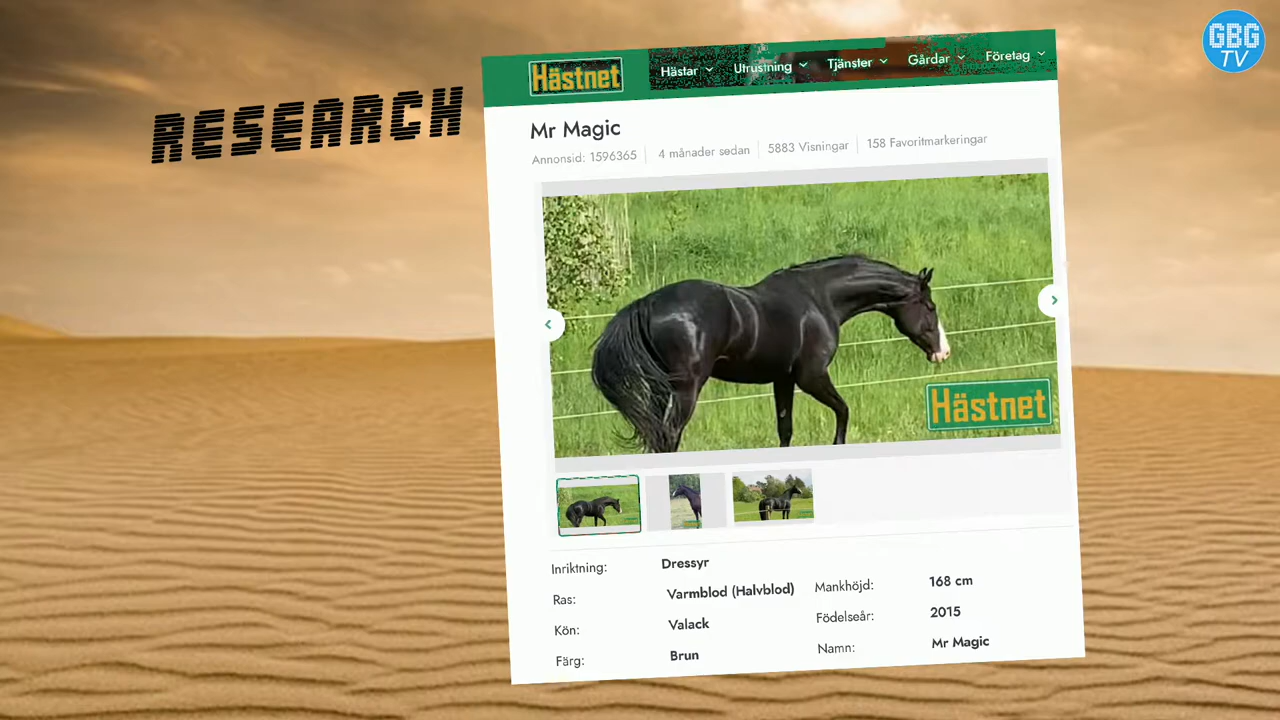 GBG
TV
RESEARCH
Hästnet
Hästar
Utrustning
Tjänster
Gårdar
Företag
Mr Magic
Annonsid: 1596365
4 månader sedan
5883 Visningar
158 Favoritmarkeringar
Hästnet
Inriktning: Dressyr
Ras: Varmblod (Halvblod)
Mankhöjd: 168 cm
Kön: Valack
Födelseår: 2015
Färg: Brun
Namn: Mr Magic